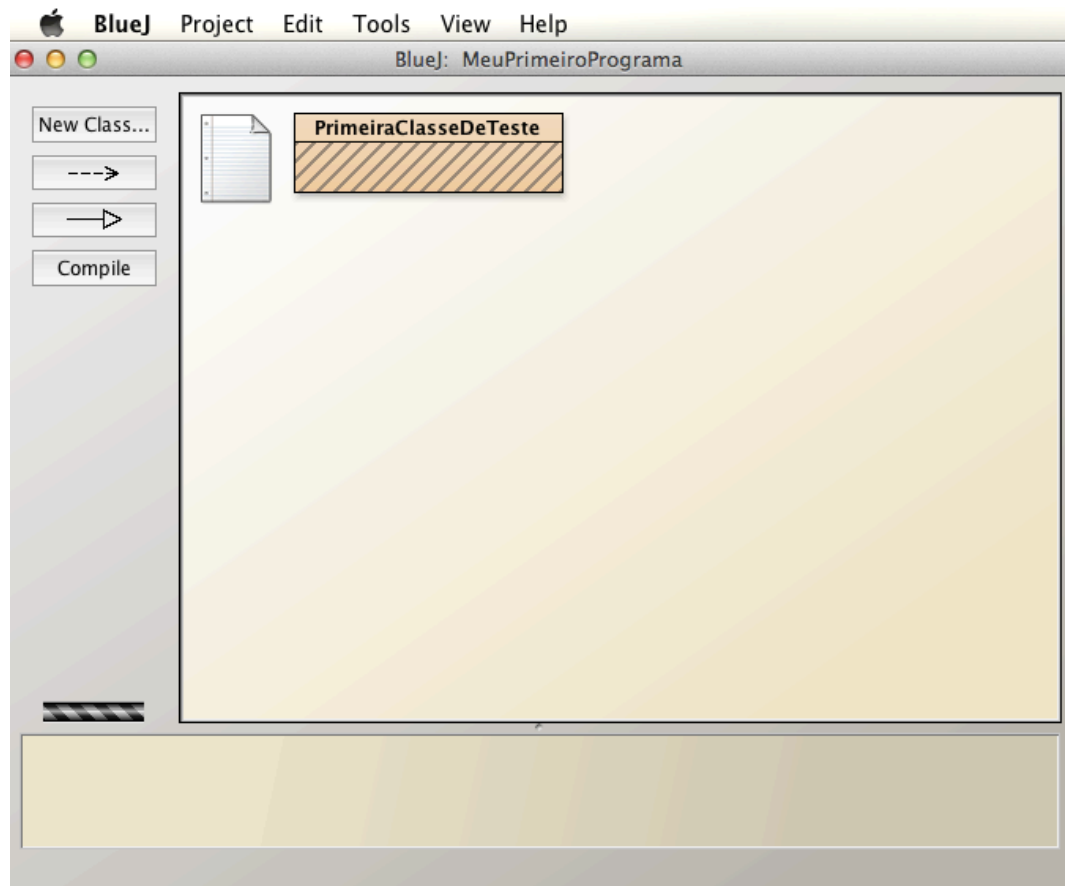 BlueJ Project Edit Tools View Help
BlueJ: MeuPrimeiroPrograma
New Class...
PrimeiraClasseDeTeste
Compile